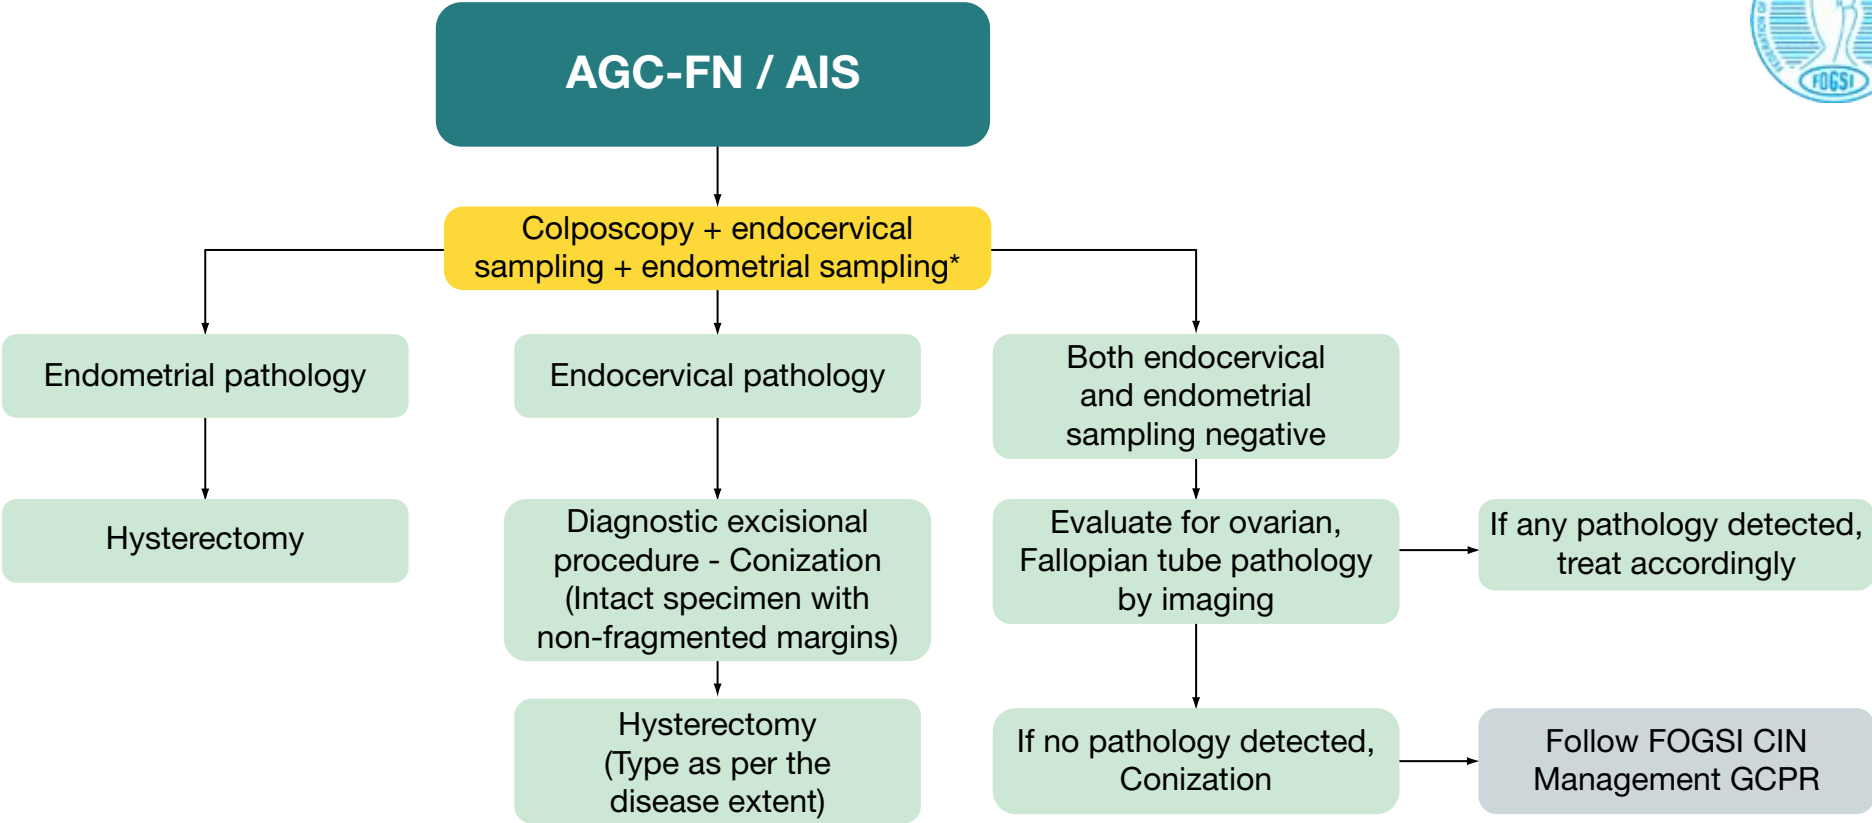 AGC-FN / AIS
FEDERATION OF
FOGSI
Colposcopy + endocervical
sampling + endometrial sampling*
Endometrial pathology
Endocervical pathology
Both endocervical
and endometrial
sampling negative
Hysterectomy
Diagnostic excisional
procedure - Conization
(Intact specimen with
non-fragmented margins)
Evaluate for ovarian,
Fallopian tube pathology
by imaging
If any pathology detected,
treat accordingly
Hysterectomy
(Type as per the
disease extent)
If no pathology detected,
Conization
Follow FOGSI CIN
Management GCPR